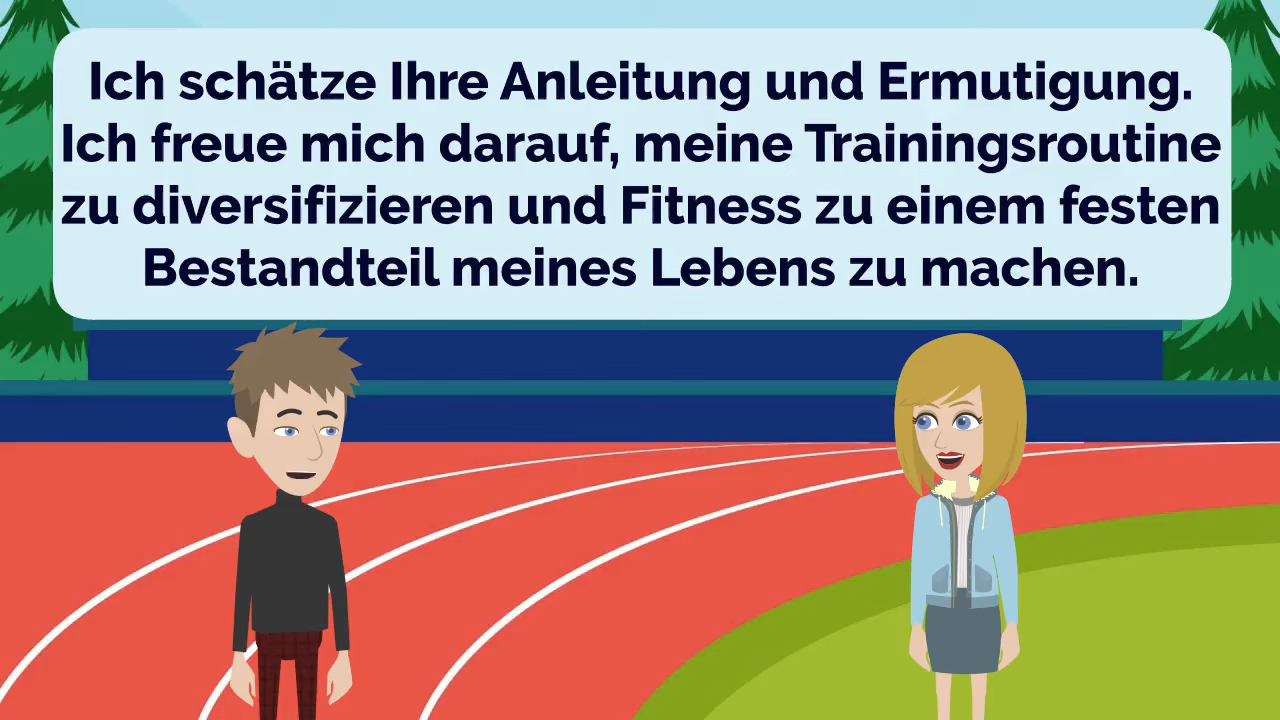 Ich schätze Ihre Anleitung und Ermutigung.
Ich freue mich darauf, meine Trainingsroutine
zu diversifizieren und Fitness zu einem festen
Bestandteil meines Lebens zu machen.